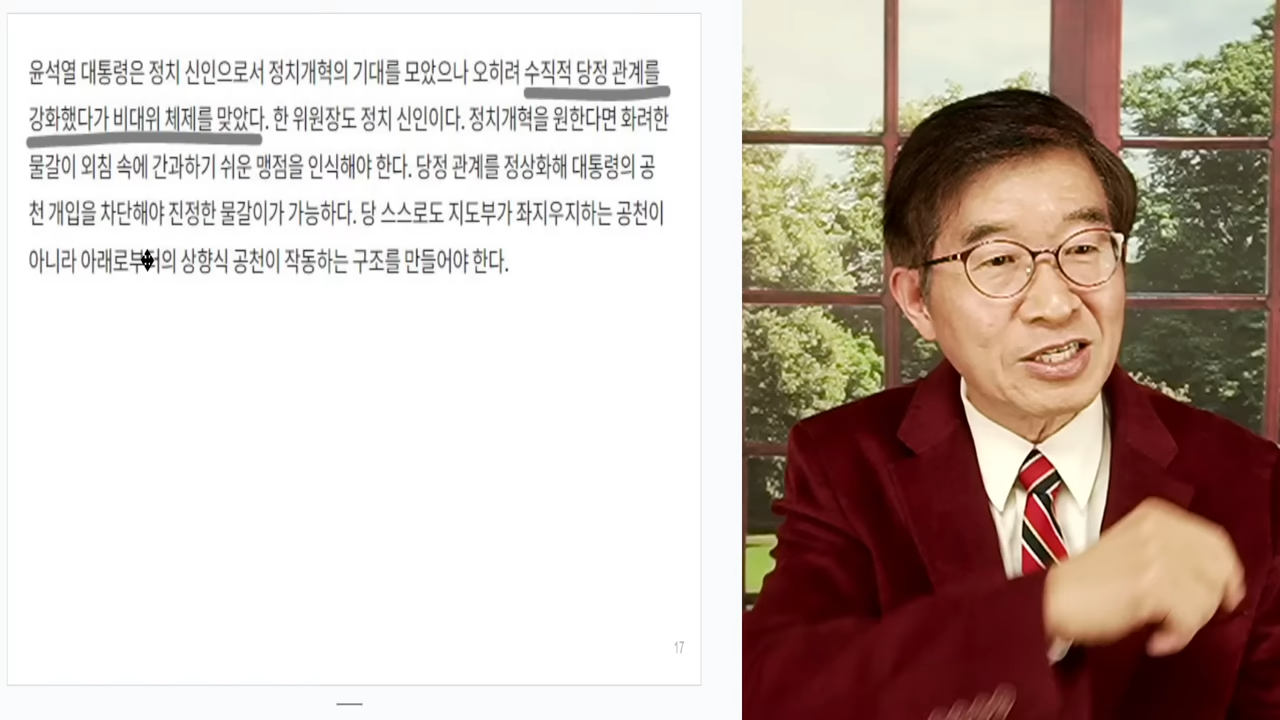 윤석열 대통령은 정치 신인으로서 정치개혁의 기대를 모았으나 오히려 수직적 당정 관계를
강화했다가 비대위 체제를 맞았다. 한 위원장도 정치 신인이다. 정치개혁을 원한다면 화려한
물갈이 외침 속에 간과하기 쉬운 맹점을 인식해야 한다. 당정 관계를 정상화해 대통령의 공
천 개입을 차단해야 진정한 물갈이가 가능하다. 당 스스로도 지도부가 좌지우지하는 공천이
아니라 아래로부터의 상향식 공천이 작동하는 구조를 만들어야 한다.
17